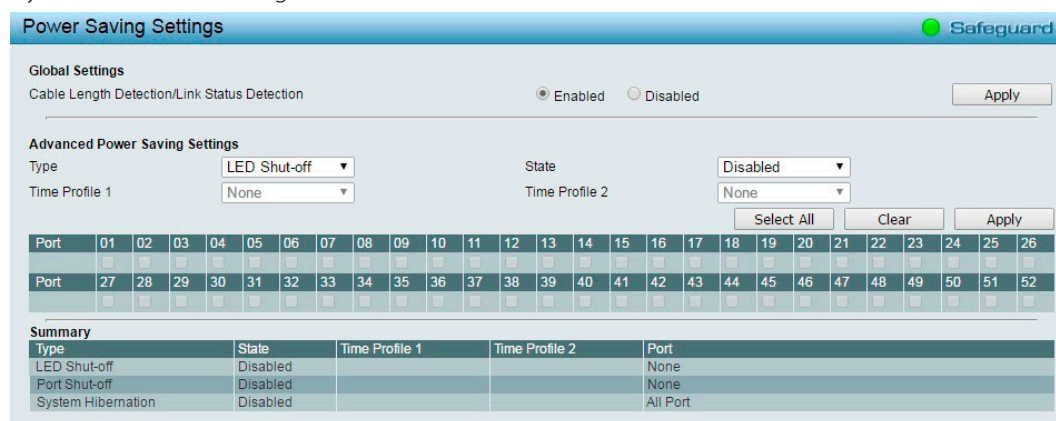 Power Saving Settings Safeguard
Global Settings
Cable Length Detection/Link Status Detection Enabled Disabled Apply
Advanced Power Saving Settings
Type LED Shut-off State Disabled
Time Profile 1 None Time Profile 2 None
Select All Clear Apply
Port 01 02 03 04 05 06 07 08 09 10 11 12 13 14 15 16 17 18 19 20 21 22 23 24 25 26
Port 27 28 29 30 31 32 33 34 35 36 37 38 39 40 41 42 43 44 45 46 47 48 49 50 51 52
Summary
Type State Time Profile 1 Time Profile 2 Port
LED Shut-off Disabled None
Port Shut-off Disabled None
System Hibernation Disabled All Port